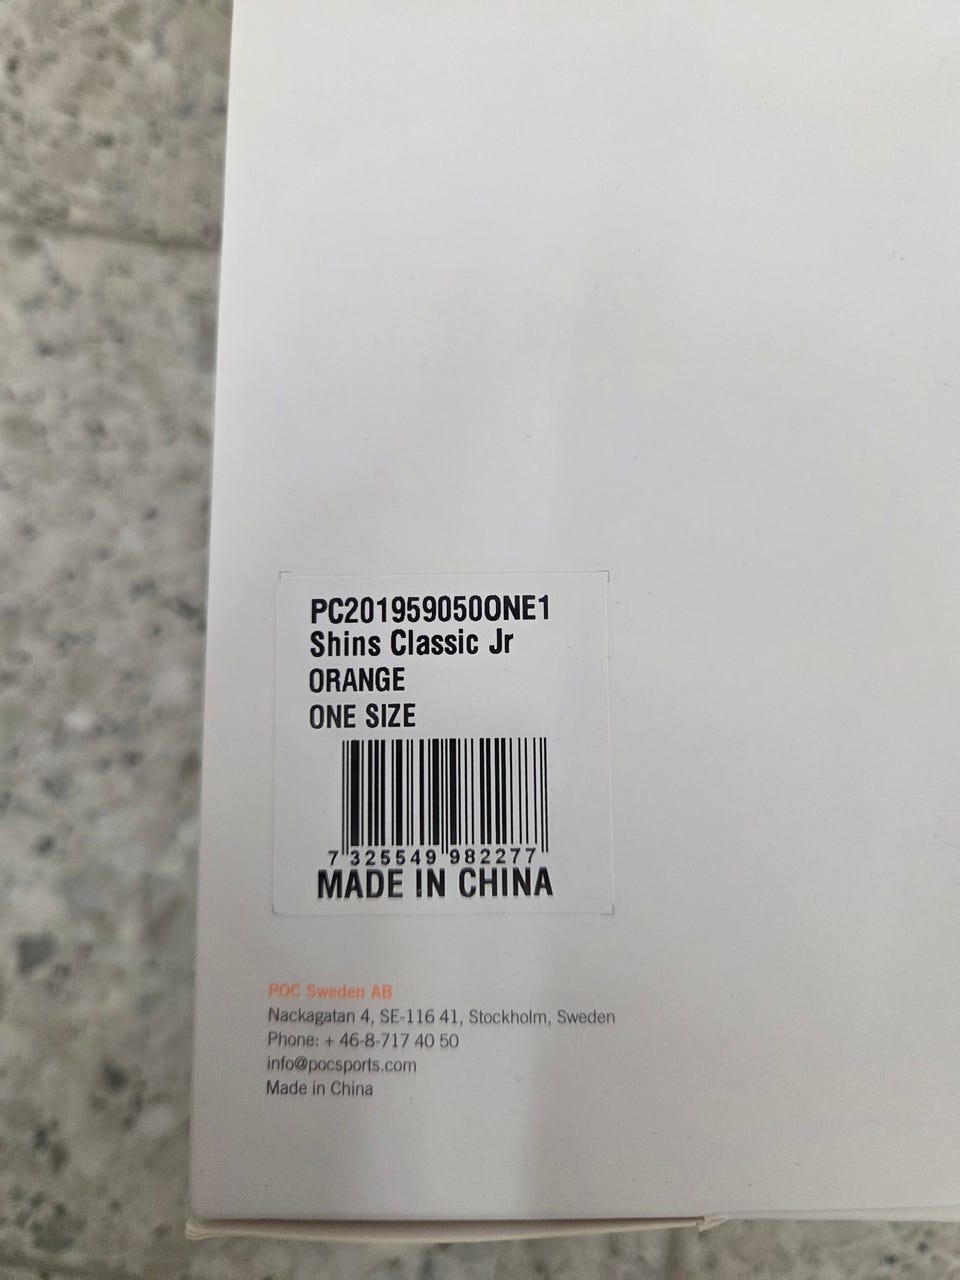 PC201959050ONE1
Shins Classic Jr
ORANGE
ONE SIZE
7 325549 982277
MADE IN CHINA
POC Sweden AB
Nackagatan 4, SE-116 41, Stockholm, Sweden
Phone: + 46-8-717 40 50
info@pocsports.com
Made in China